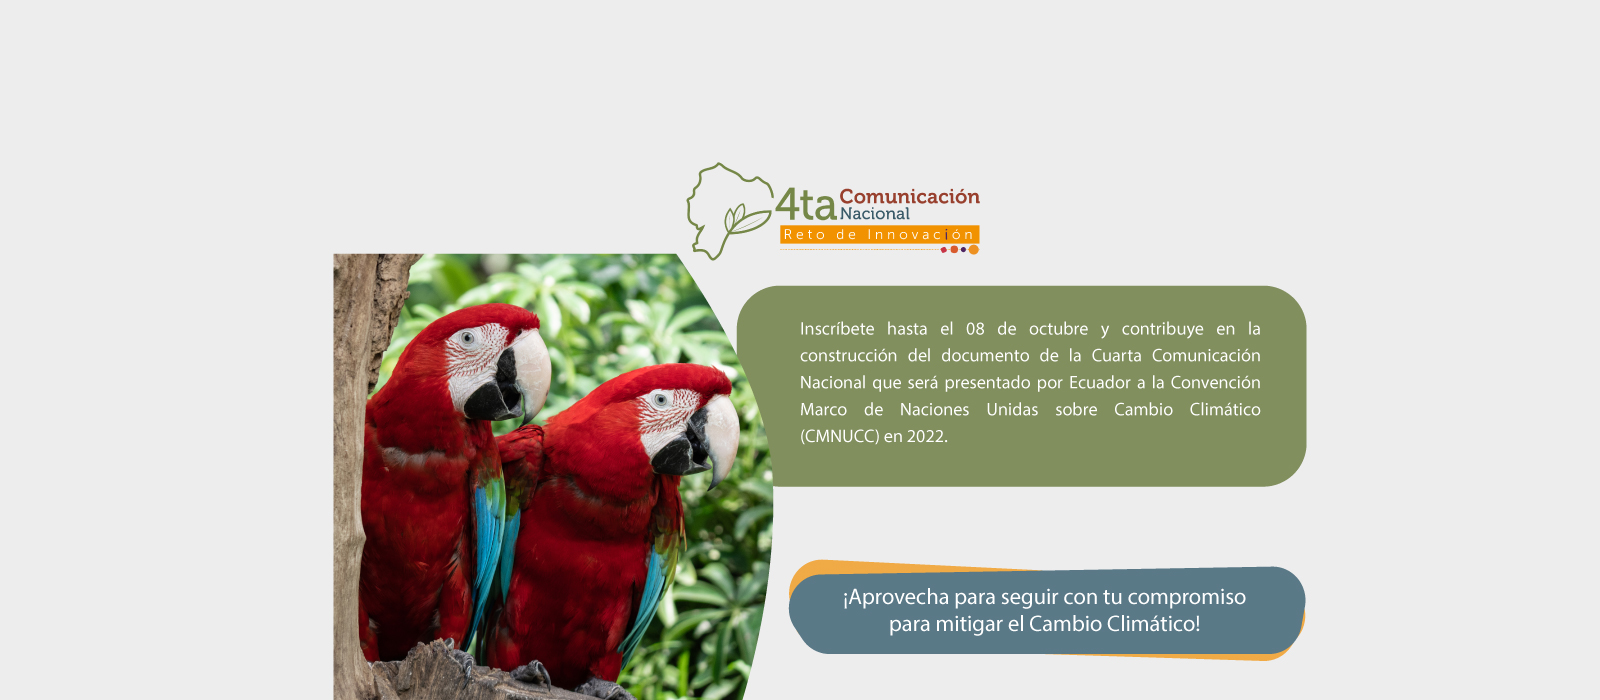 4ta Comunicación
Nacional
Reto de Innovación
Inscríbete hasta el 08 de octubre y contribuye en la
construcción del documento de la Cuarta Comunicación
Nacional que será presentado por Ecuador a la Convención
Marco de Naciones Unidas sobre Cambio Climático
(CMNUCC) en 2022.
¡Aprovecha para seguir con tu compromiso
para mitigar el Cambio Climático!